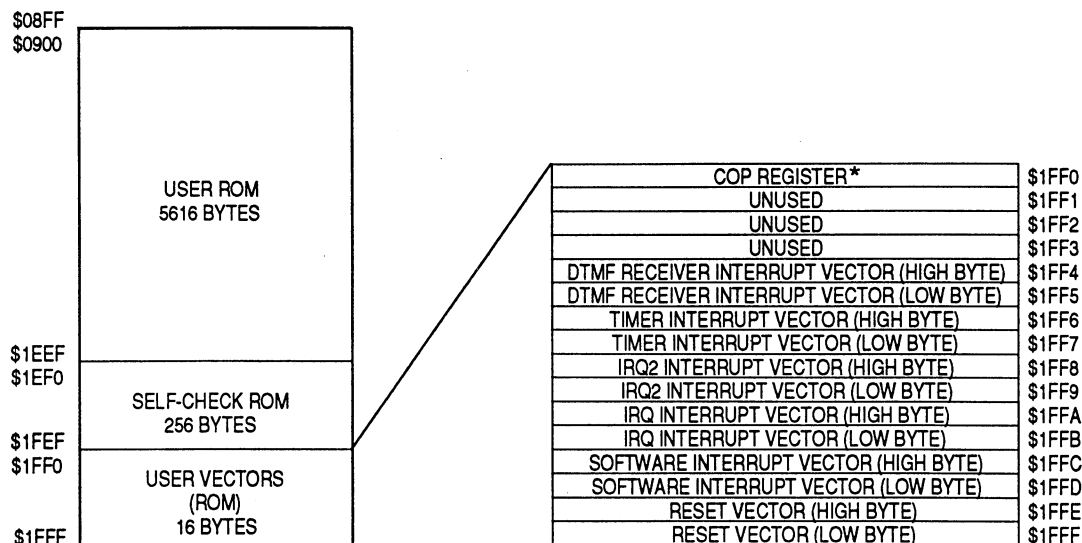 $08FF
$0900
USER ROM
5616 BYTES
$1EEF
$1EF0
SELF-CHECK ROM
256 BYTES
$1FEF
$1FF0
USER VECTORS
(ROM)
16 BYTES
$1FFF
COP REGISTER* $1FF0
UNUSED $1FF1
UNUSED $1FF2
UNUSED $1FF3
DTMF RECEIVER INTERRUPT VECTOR (HIGH BYTE) $1FF4
DTMF RECEIVER INTERRUPT VECTOR (LOW BYTE) $1FF5
TIMER INTERRUPT VECTOR (HIGH BYTE) $1FF6
TIMER INTERRUPT VECTOR (LOW BYTE) $1FF7
IRQ2 INTERRUPT VECTOR (HIGH BYTE) $1FF8
IRQ2 INTERRUPT VECTOR (LOW BYTE) $1FF9
IRQ INTERRUPT VECTOR (HIGH BYTE) $1FFA
IRQ INTERRUPT VECTOR (LOW BYTE) $1FFB
SOFTWARE INTERRUPT VECTOR (HIGH BYTE) $1FFC
SOFTWARE INTERRUPT VECTOR (LOW BYTE) $1FFD
RESET VECTOR (HIGH BYTE) $1FFE
RESET VECTOR (LOW BYTE) $1FFF